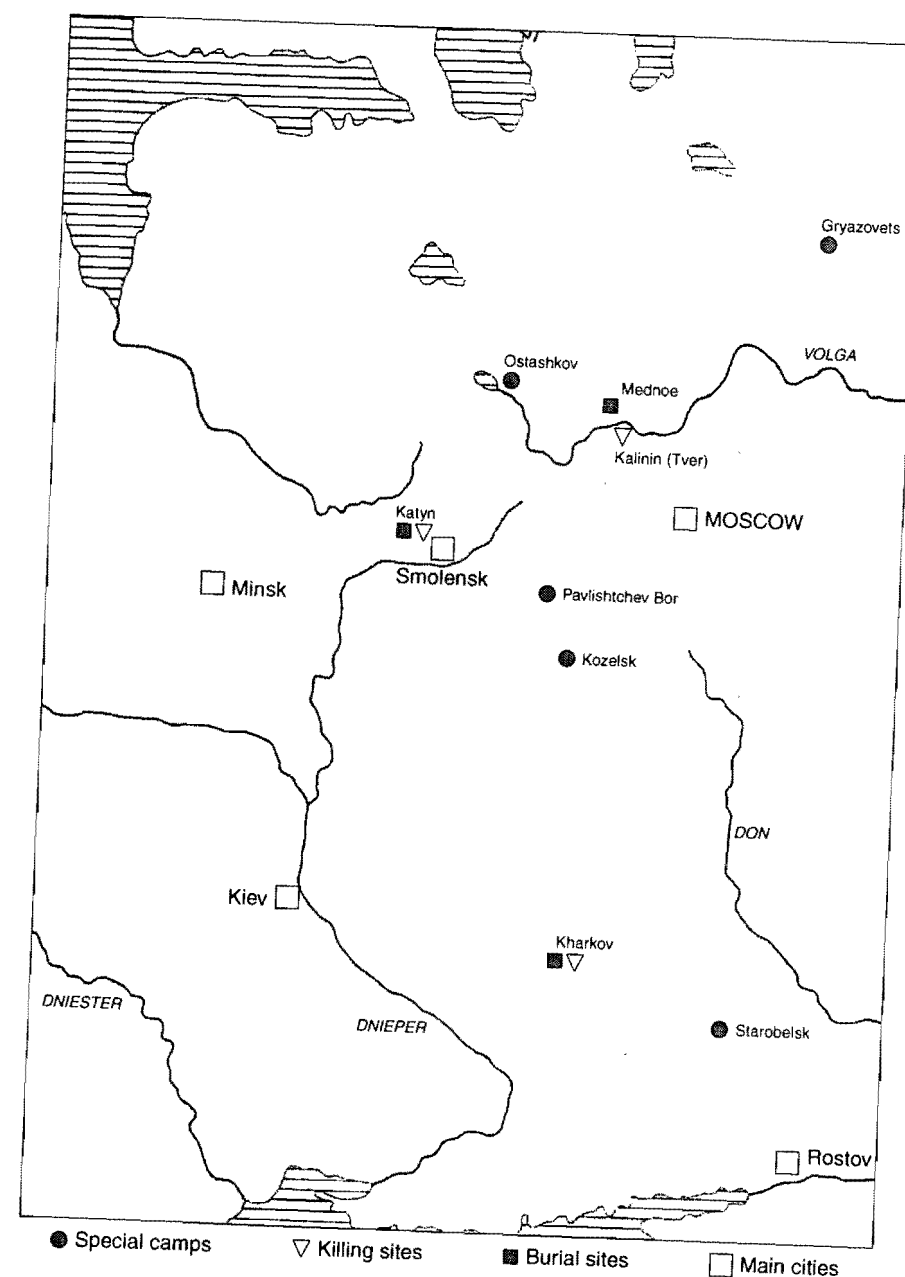 Gryazovets
VOLGA
Ostashkov
Mednoe
Kalinin (Tver)
Katyn
MOSCOW
Smolensk
Minsk
Pavlishtchev Bor
Kozelsk
DON
Kiev
Kharkov
DNIESTER
DNIEPER
Starobelsk
Rostov
Special camps
Killing sites
Burial sites
Main cities